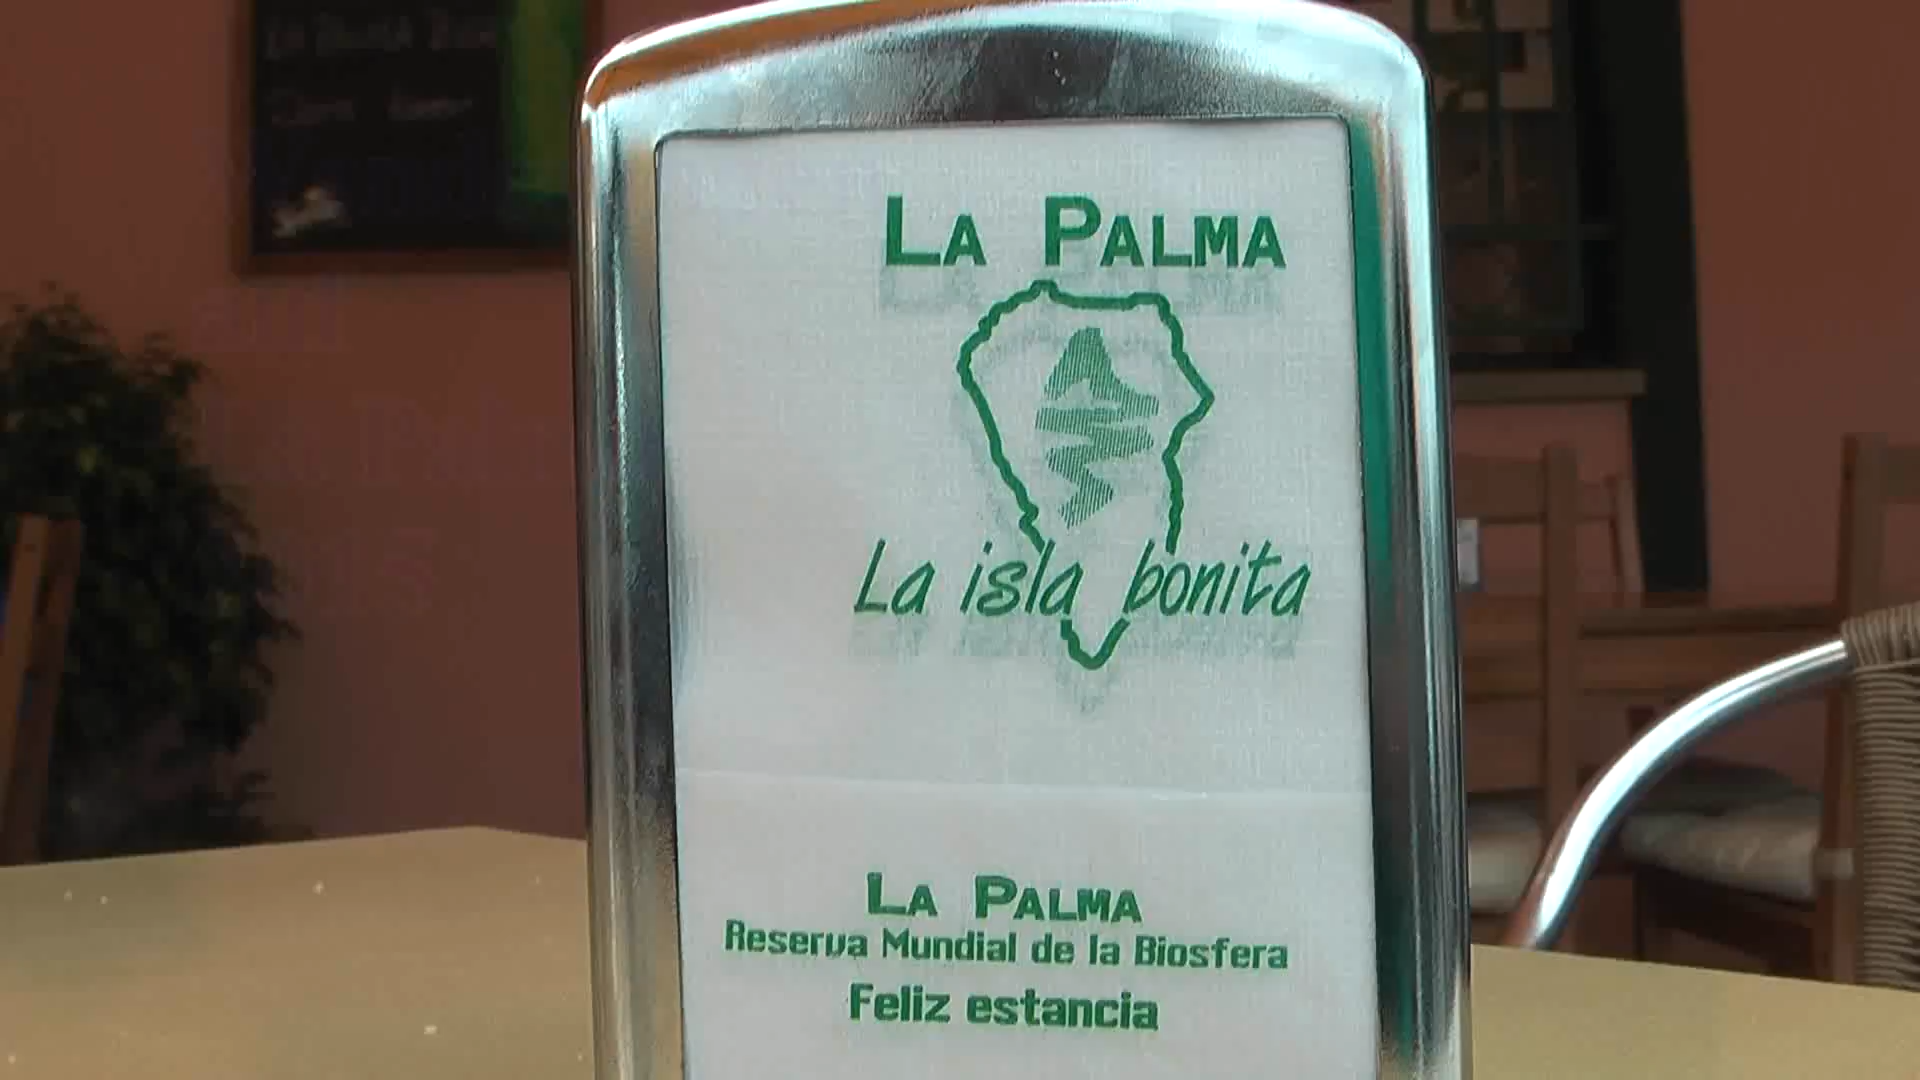 La Palma
La isla bonita
La Palma
Reserva Mundial de la Biosfera
Feliz estancia